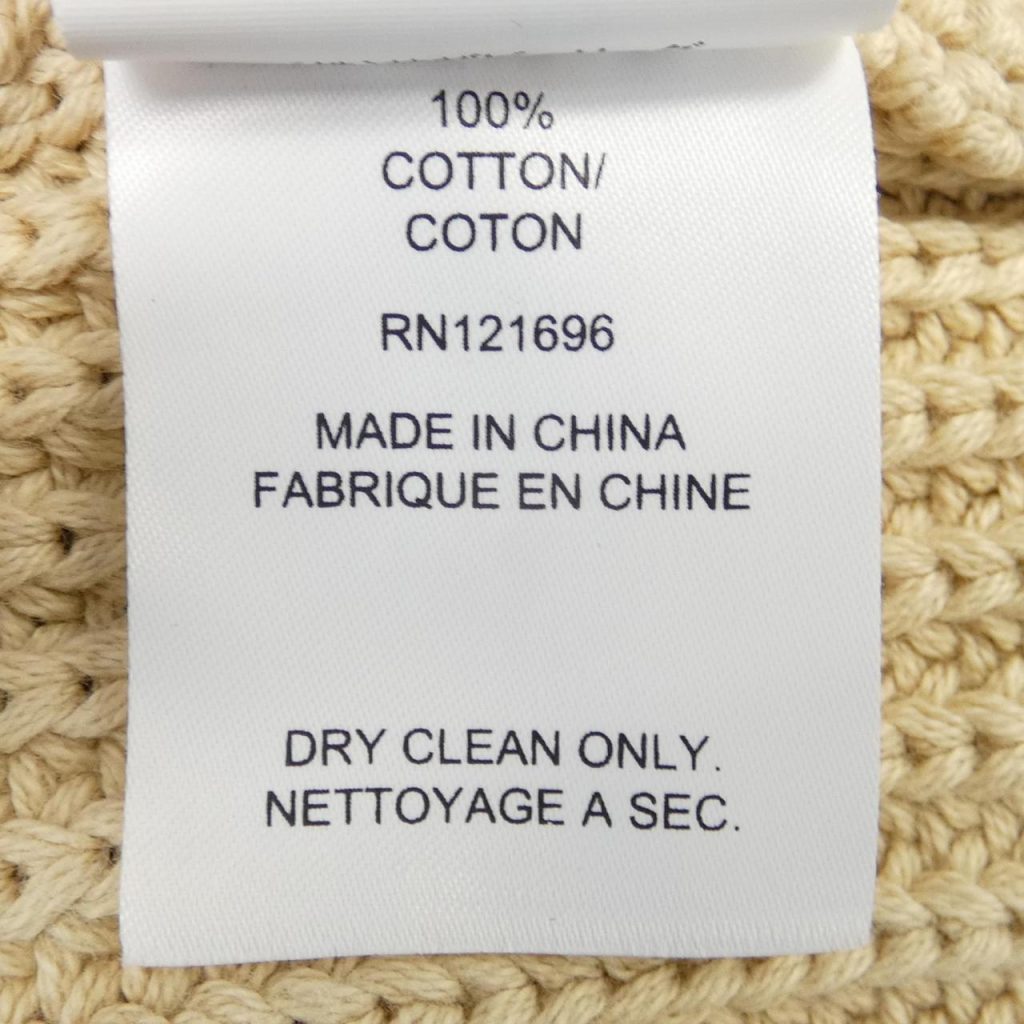 100%
COTTON/
COTON
RN121696
MADE IN CHINA
FABRIQUE EN CHINE
DRY CLEAN ONLY.
NETTOYAGE A SEC.